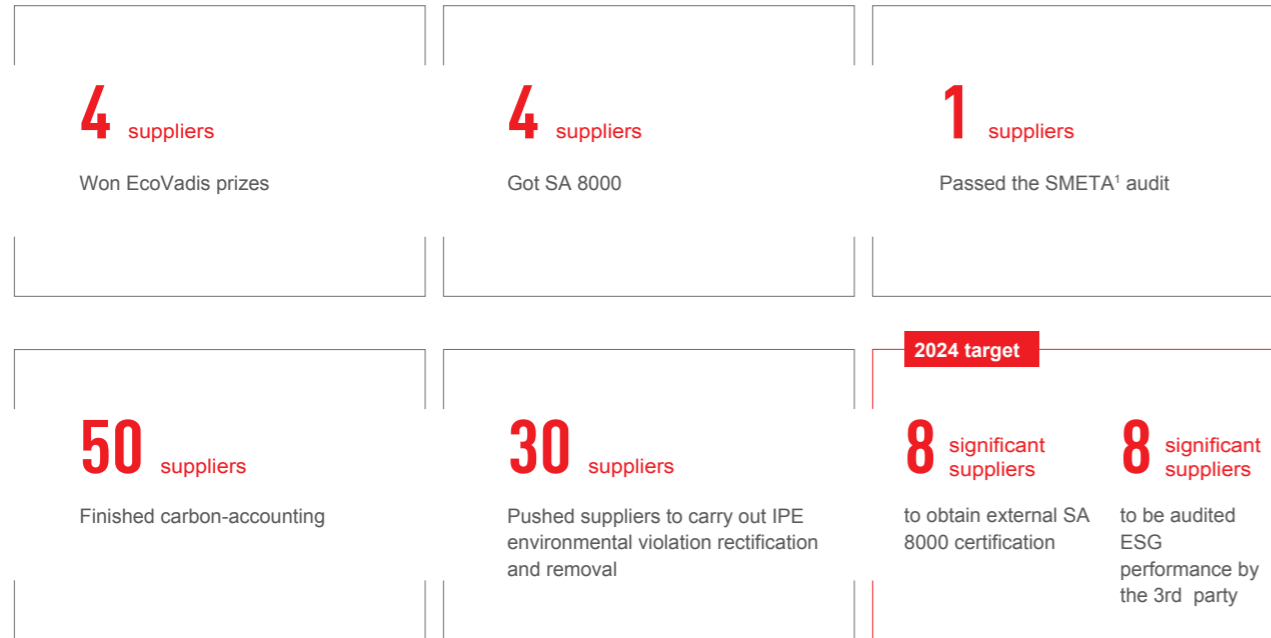 4 suppliers
Won EcoVadis prizes
4 suppliers
Got SA 8000
1 suppliers
Passed the SMETA¹ audit
50 suppliers
Finished carbon-accounting
30 suppliers
Pushed suppliers to carry out IPE
environmental violation rectification
and removal
2024 target
8 significant
suppliers
to obtain external SA
8000 certification
8 significant
suppliers
to be audited
ESG
performance by
the 3rd party